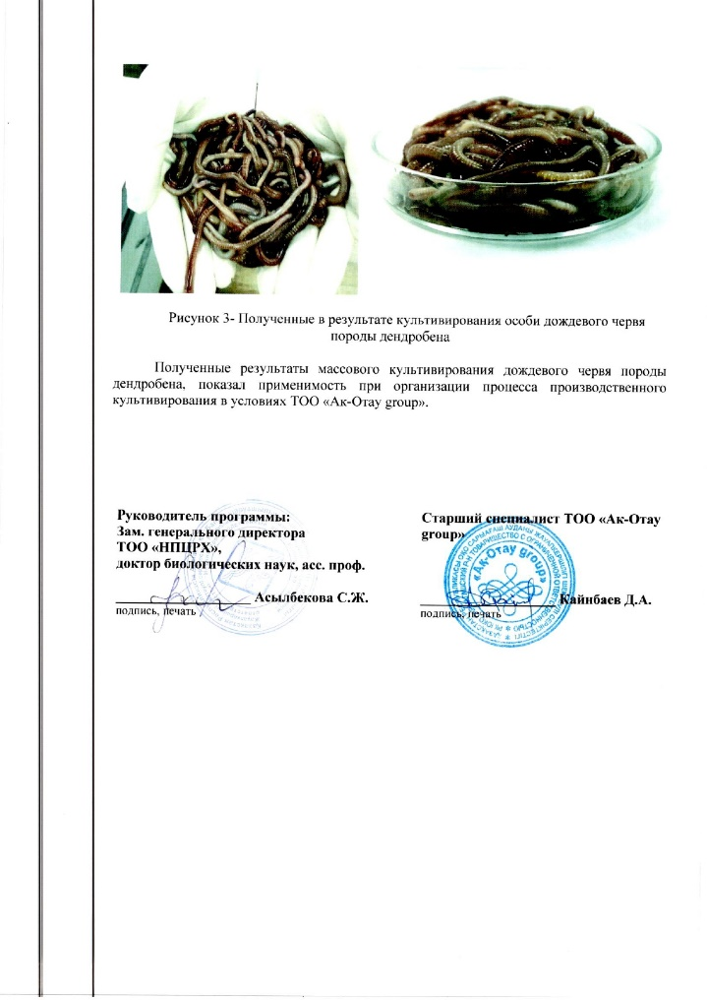 Рисунок 3- Полученные в результате культивирования особи дождевого червя
породы дендробена
Полученные результаты массового культивирования дождевого червя породы
дендробена, показал применимость при организации процесса производственного
культивирования в условиях ТОО «Ак-Отау group».
Руководитель программы:
Зам. генерального директора
ТОО «НПЦРХ»,
доктор биологических наук, асс. проф.
Асылбекова С.Ж.
подпись, печать
Старший специалист ТОО «Ак-Отау
group»
«Ак-Отау group»
Кайнбаев Д.А.
подпись, печать